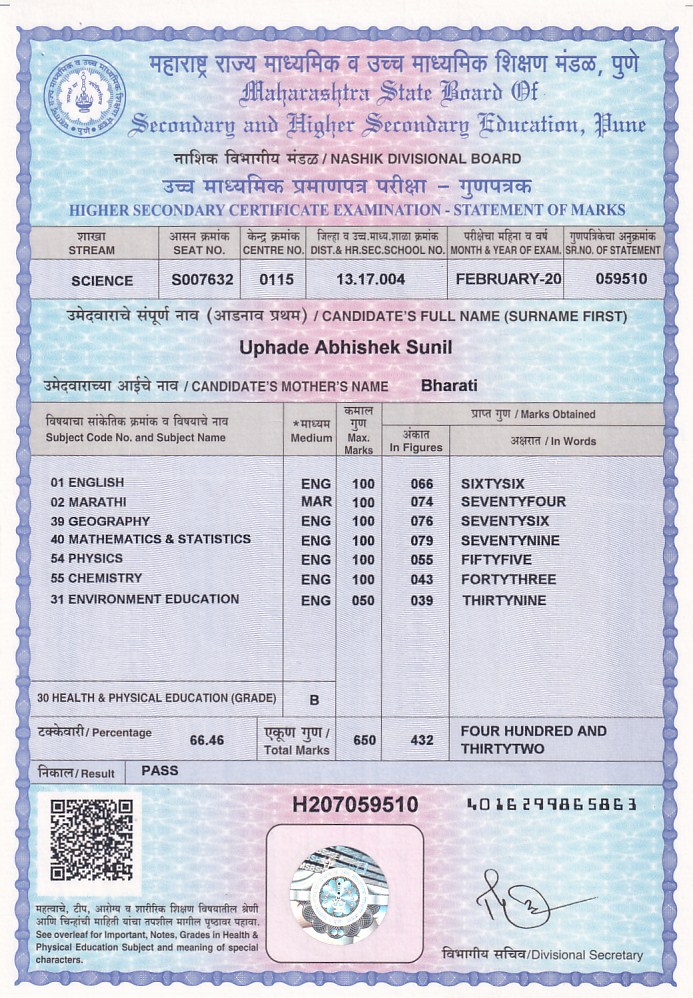 महाराष्ट्र राज्य माध्यमिक व उच्च माध्यमिक शिक्षण मंडळ, पुणे
Maharashtra State Board Of
Secondary and Higher Secondary Education, Pune
नाशिक विभागीय मंडळ / NASHIK DIVISIONAL BOARD
उच्च माध्यमिक प्रमाणपत्र परीक्षा – गुणपत्रक
HIGHER SECONDARY CERTIFICATE EXAMINATION - STATEMENT OF MARKS
शाखा आसन क्रमांक केन्द्र क्रमांक जिल्हा व उच्च.माध्य.शाळा क्रमांक परीक्षेचा महिना व वर्ष गुणपत्रिकेचा अनुक्रमांक
STREAM SEAT NO. CENTRE NO. DIST.& HR.SEC.SCHOOL NO. MONTH & YEAR OF EXAM. SR.NO. OF STATEMENT
SCIENCE S007632 0115 13.17.004 FEBRUARY-20 059510
उमेदवाराचे संपूर्ण नाव (आडनाव प्रथम) / CANDIDATE'S FULL NAME (SURNAME FIRST)
Uphade Abhishek Sunil
उमेदवाराच्या आईचे नाव / CANDIDATE'S MOTHER'S NAME Bharati
विषयाचा सांकेतिक क्रमांक व विषयाचे नाव
Subject Code No. and Subject Name
*माध्यम
Medium
कमाल
गुण
Max.
Marks
प्राप्त गुण / Marks Obtained
अंकात
In Figures
अक्षरात / In Words
01 ENGLISH ENG 100 066 SIXTYSIX
02 MARATHI MAR 100 074 SEVENTYFOUR
39 GEOGRAPHY ENG 100 076 SEVENTYSIX
40 MATHEMATICS & STATISTICS ENG 100 079 SEVENTYNINE
54 PHYSICS ENG 100 055 FIFTYFIVE
55 CHEMISTRY ENG 100 043 FORTYTHREE
31 ENVIRONMENT EDUCATION ENG 050 039 THIRTYNINE
30 HEALTH & PHYSICAL EDUCATION (GRADE) B
टक्केवारी / Percentage 66.46
एकूण गुण /
Total Marks
650 432 FOUR HUNDRED AND
THIRTYTWO
निकाल / Result PASS
H207059510 4016299865863
महत्वाचे, टीप, आरोग्य व शारीरिक शिक्षण विषयातील श्रेणी
आणि चिन्हांची माहिती यांचा तपशील मागील पृष्ठावर पहावा.
See overleaf for Important, Notes, Grades in Health &
Physical Education Subject and meaning of special
characters.
विभागीय सचिव/Divisional Secretary